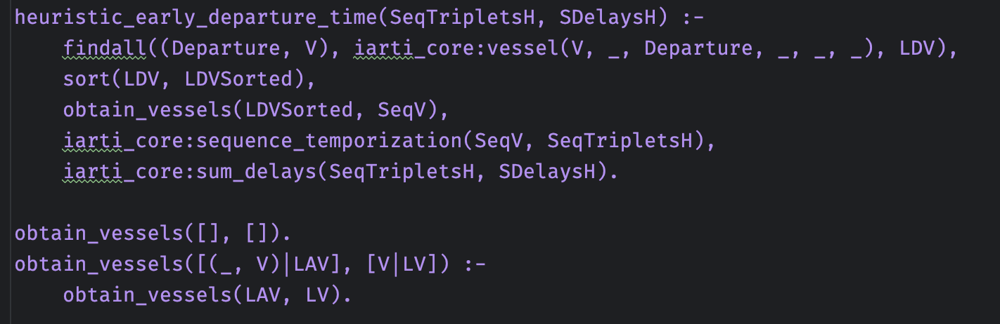 heuristic_early_departure_time(SeqTripletsH, SDelaysH) :-
    findall((Departure, V), iarti_core:vessel(V, _, Departure, _, _, _), LDV),
    sort(LDV, LDVSorted),
    obtain_vessels(LDVSorted, SeqV),
    iarti_core:sequence_temporization(SeqV, SeqTripletsH),
    iarti_core:sum_delays(SeqTripletsH, SDelaysH).

obtain_vessels([], []).
obtain_vessels([(_, V)|LAV], [V|LV]) :-
    obtain_vessels(LAV, LV).